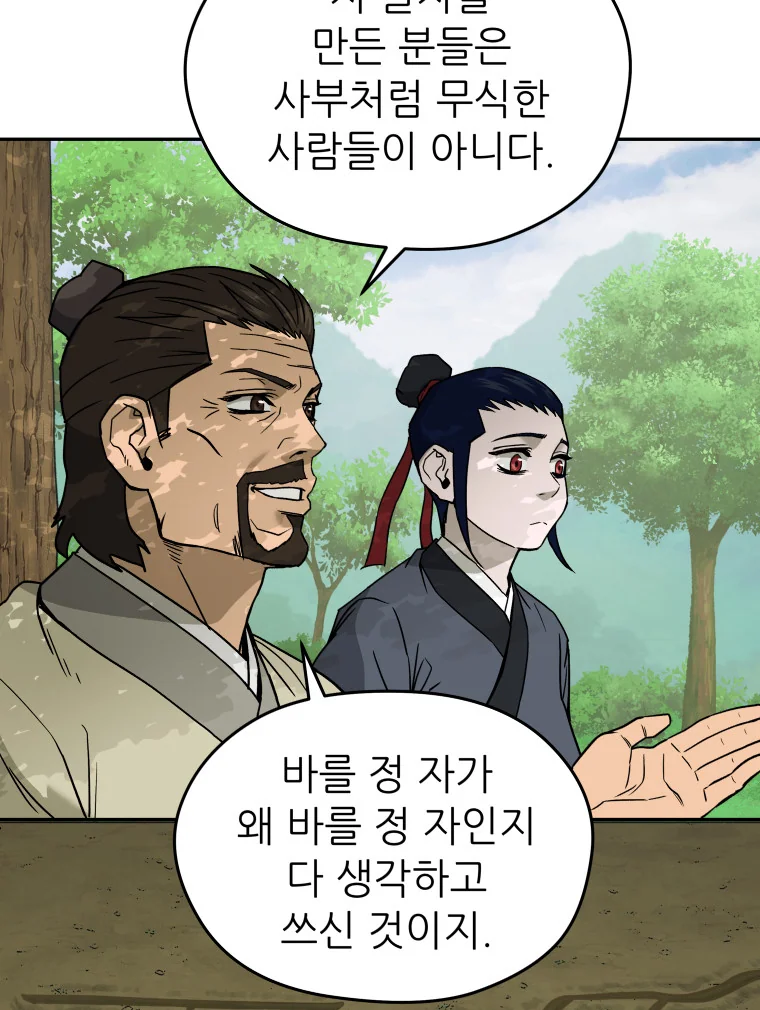 만든 분들은
사부처럼 무식한
사람들이 아니다.
바를 정 자가
왜 바를 정 자인지
다 생각하고
쓰신 것이지.